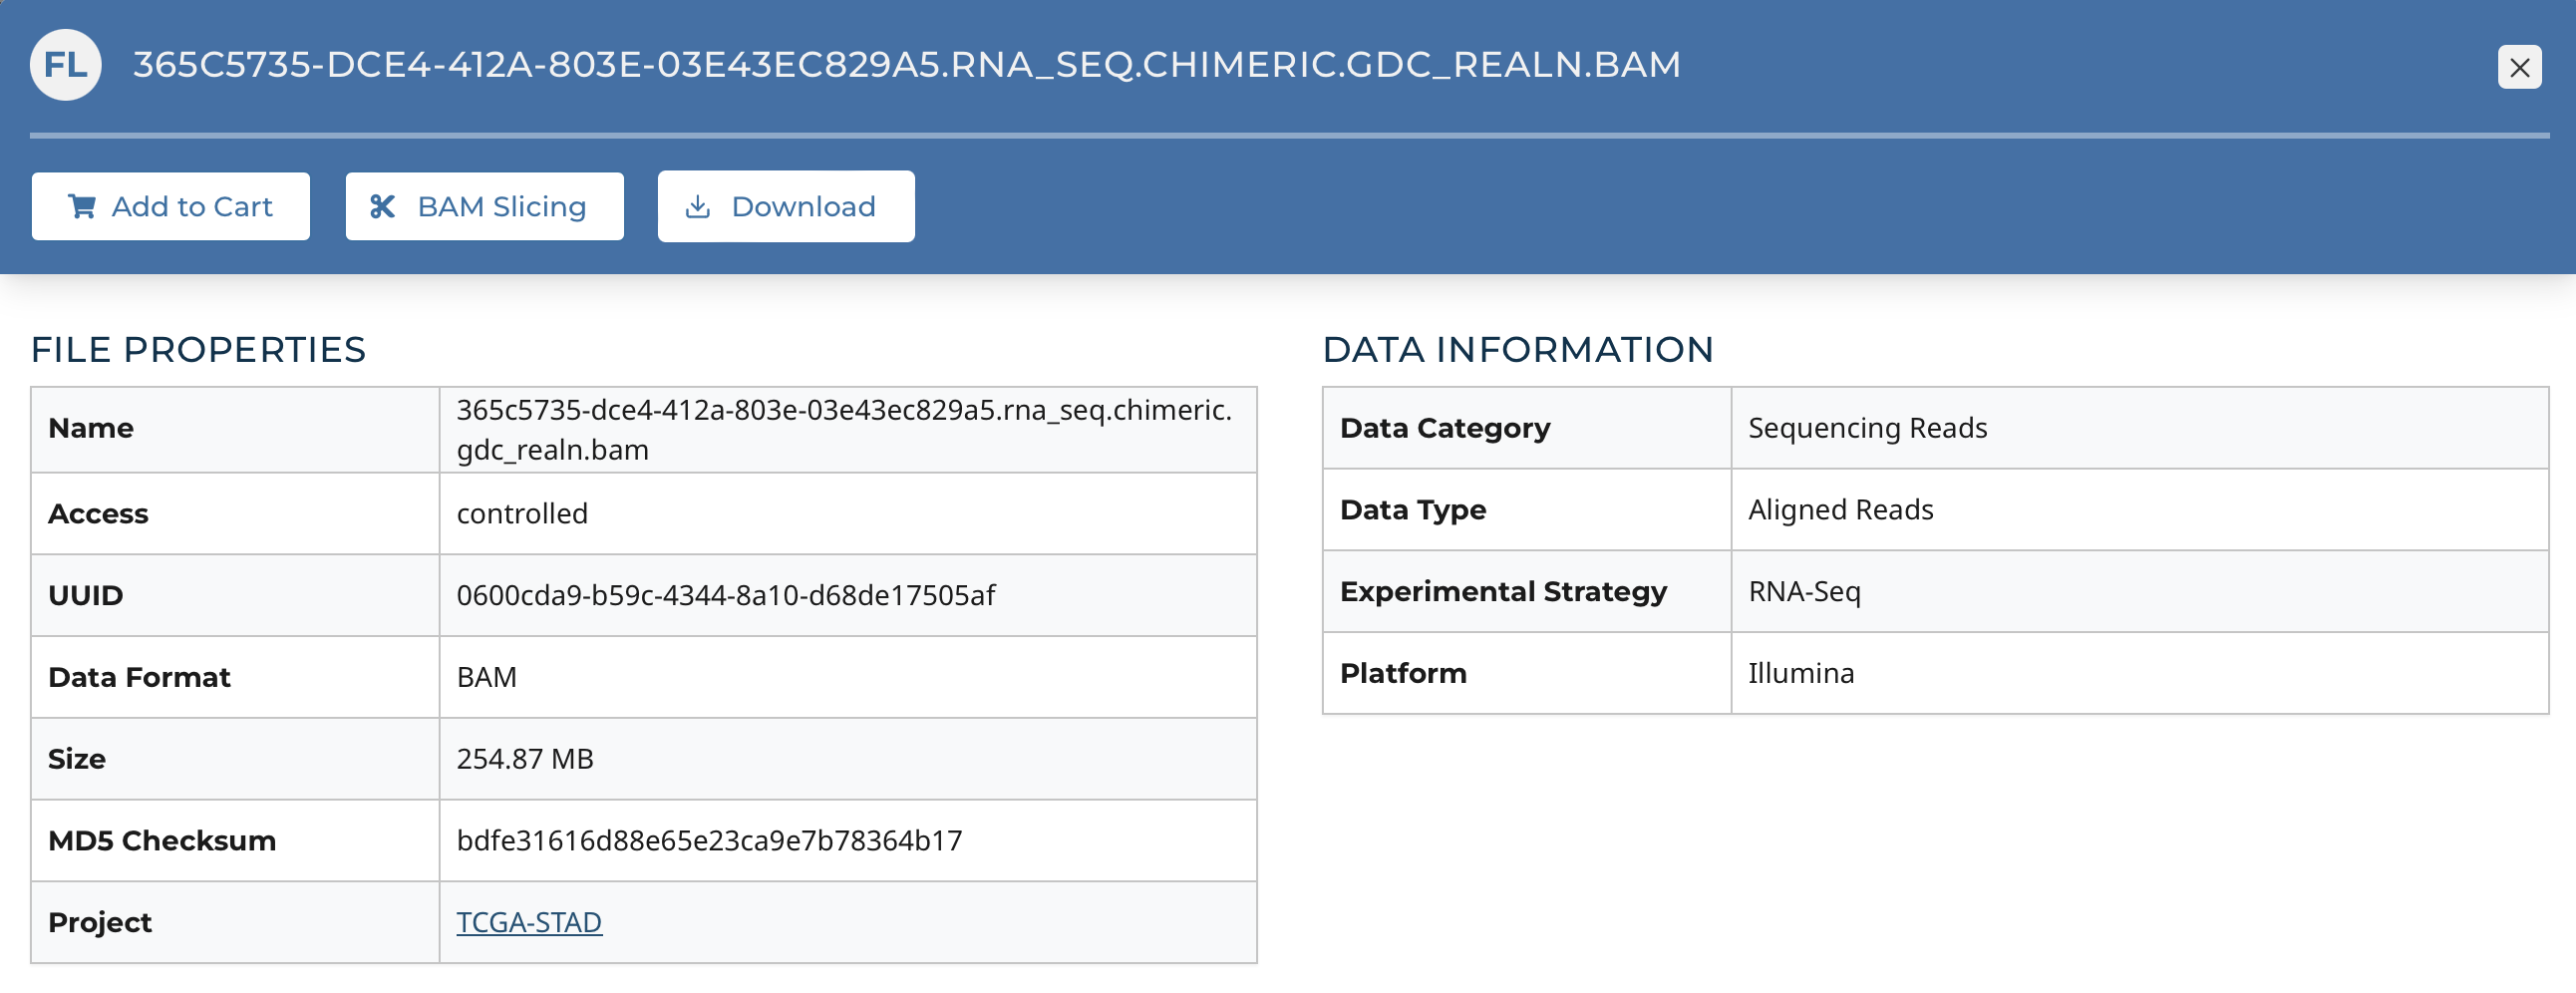 FL 365C5735-DCE4-412A-803E-03E43EC829A5.RNA_SEQ.CHIMERIC.GDC_REALN.BAM
Add to Cart BAM Slicing Download
FILE PROPERTIES
Name 365c5735-dce4-412a-803e-03e43ec829a5.rna_seq.chimeric.
gdc_realn.bam
Access controlled
UUID 0600cda9-b59c-4344-8a10-d68de17505af
Data Format BAM
Size 254.87 MB
MD5 Checksum bdfe31616d88e65e23ca9e7b78364b17
Project TCGA-STAD
DATA INFORMATION
Data Category Sequencing Reads
Data Type Aligned Reads
Experimental Strategy RNA-Seq
Platform Illumina